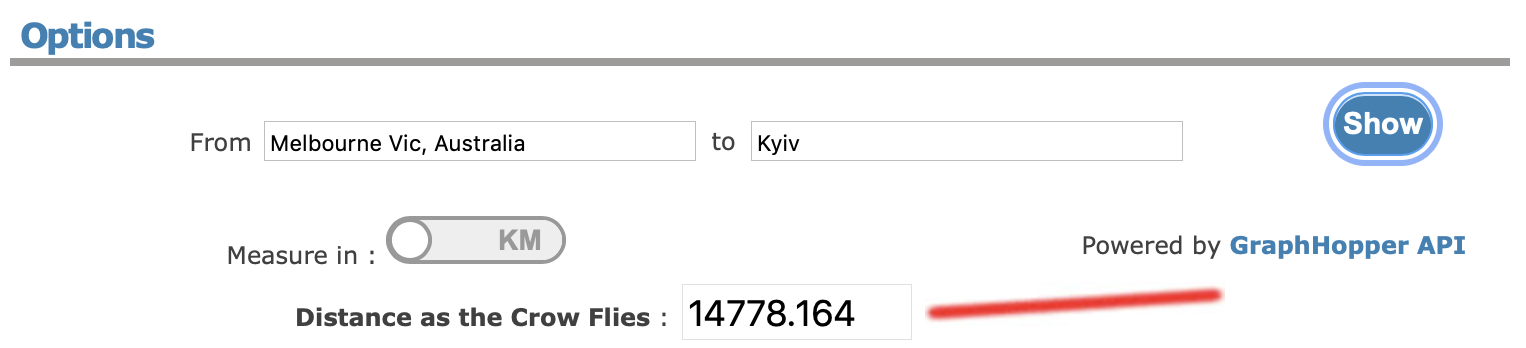 Options
From Melbourne Vic, Australia to Kyiv Show
Measure in : KM Powered by GraphHopper API
Distance as the Crow Flies : 14778.164